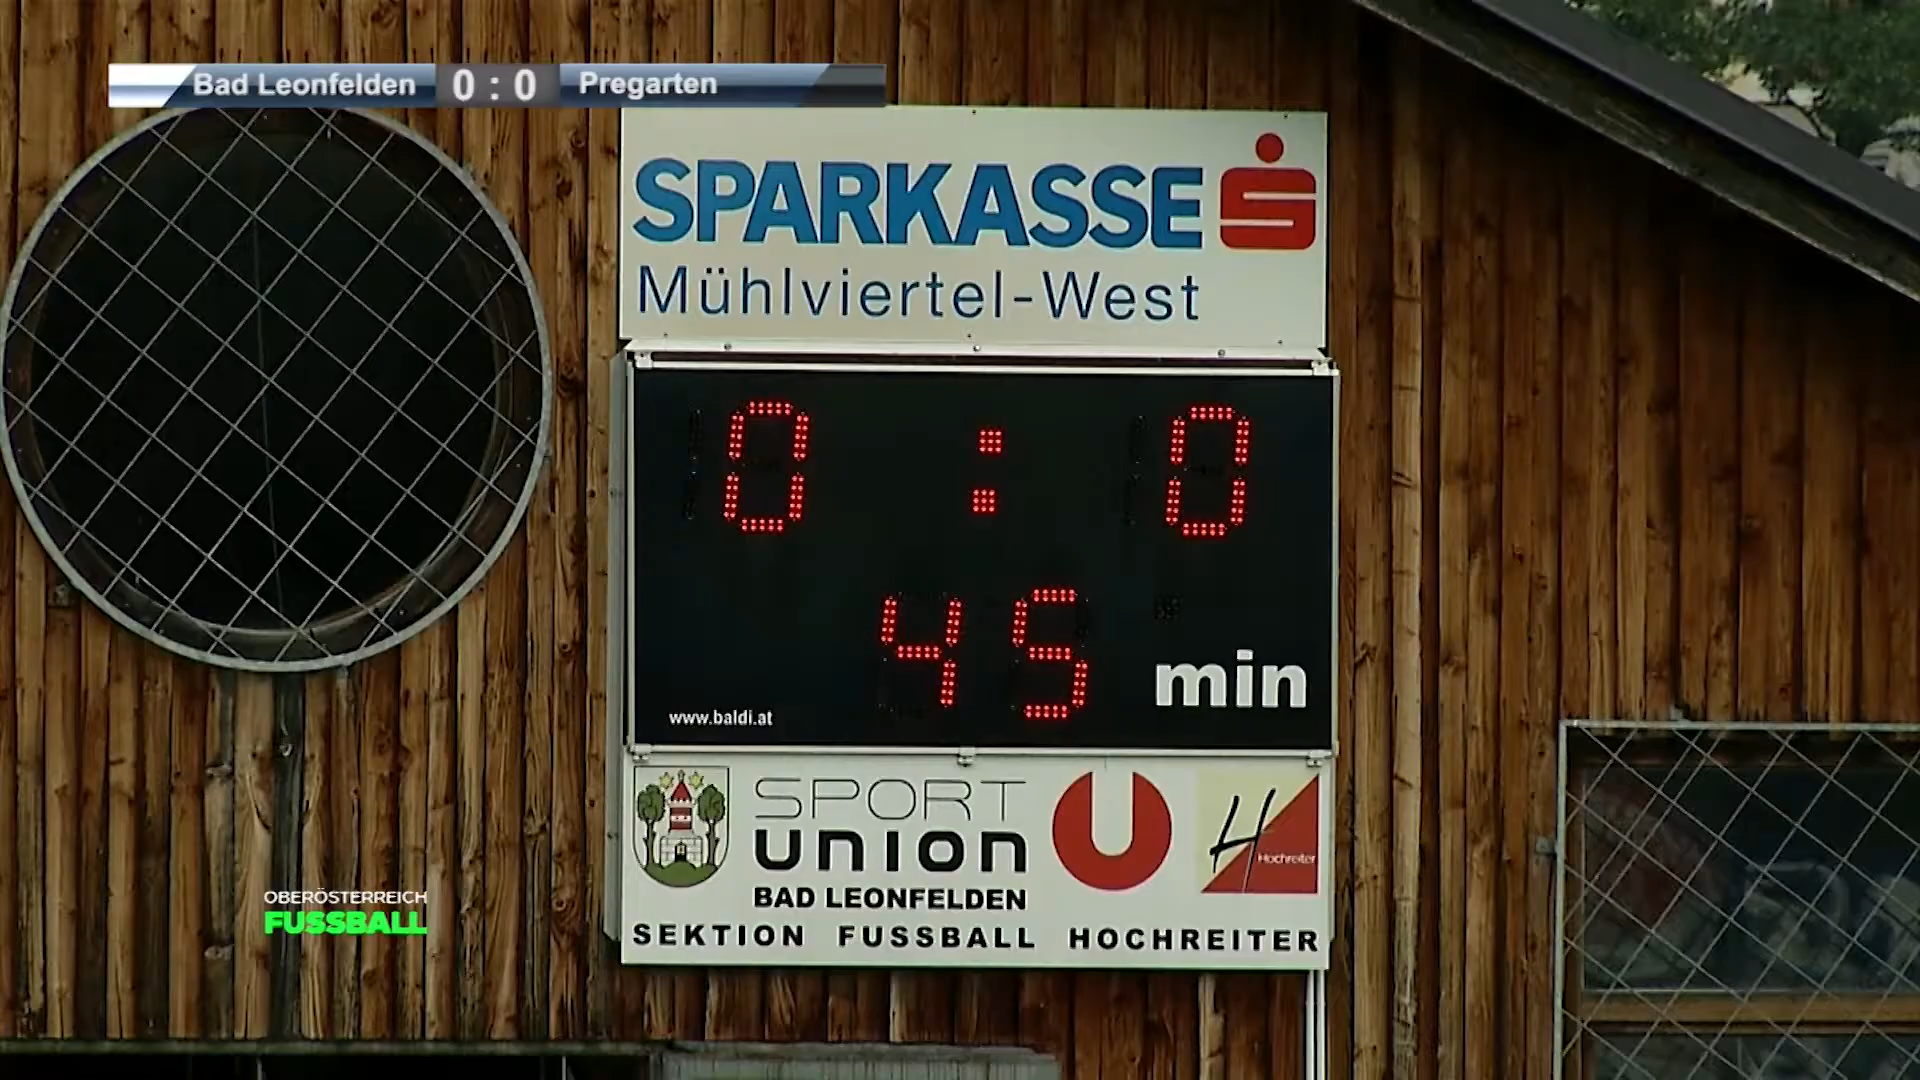 Bad Leonfelden 0 : 0 Pregarten
SPARKASSE
Mühlviertel-West
0 : 0
45 min
www.baldi.at
SPORT
UNION
BAD LEONFELDEN
U
H
Hochreiter
SEKTION FUSSBALL HOCHREITER
OBERÖSTERREICH
FUSSBALL